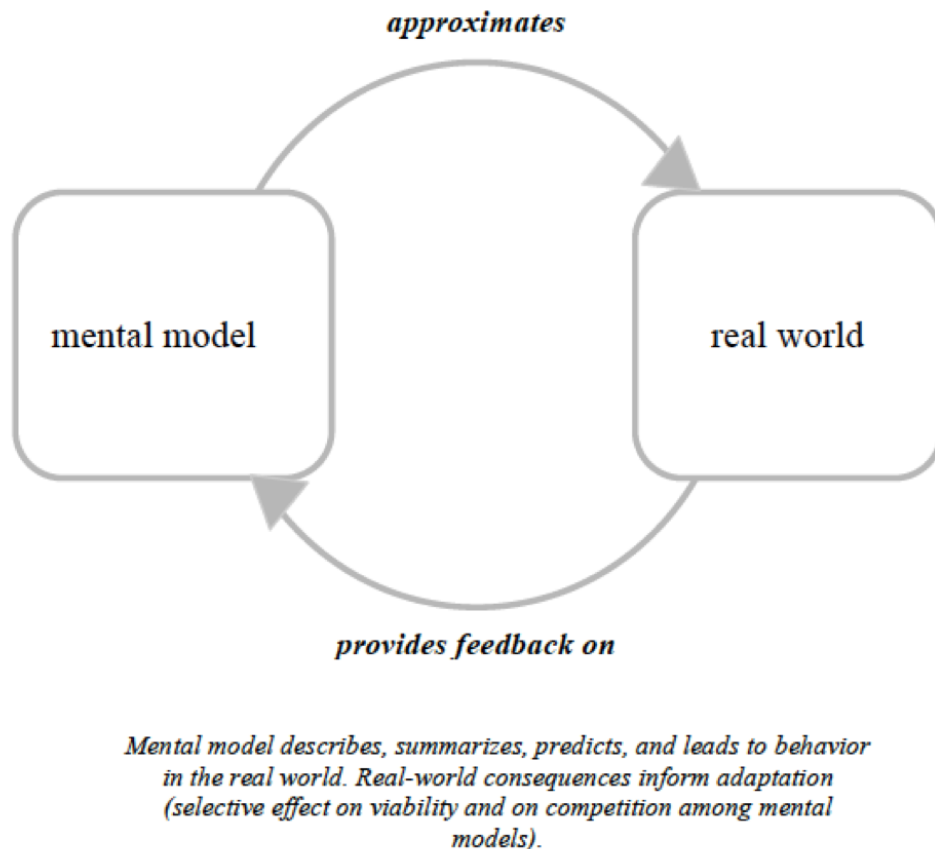 approximates
mental model
real world
provides feedback on
Mental model describes, summarizes, predicts, and leads to behavior
in the real world. Real-world consequences inform adaptation
(selective effect on viability and on competition among mental
models).